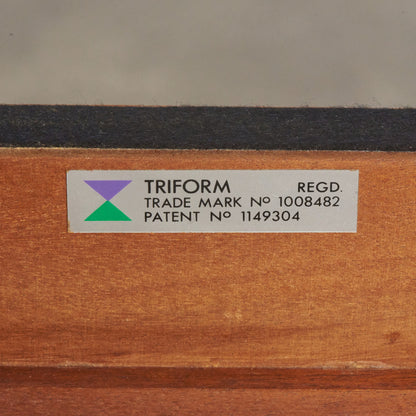 TRIFORM REGD.
TRADE MARK Nº 1008482
PATENT Nº 1149304